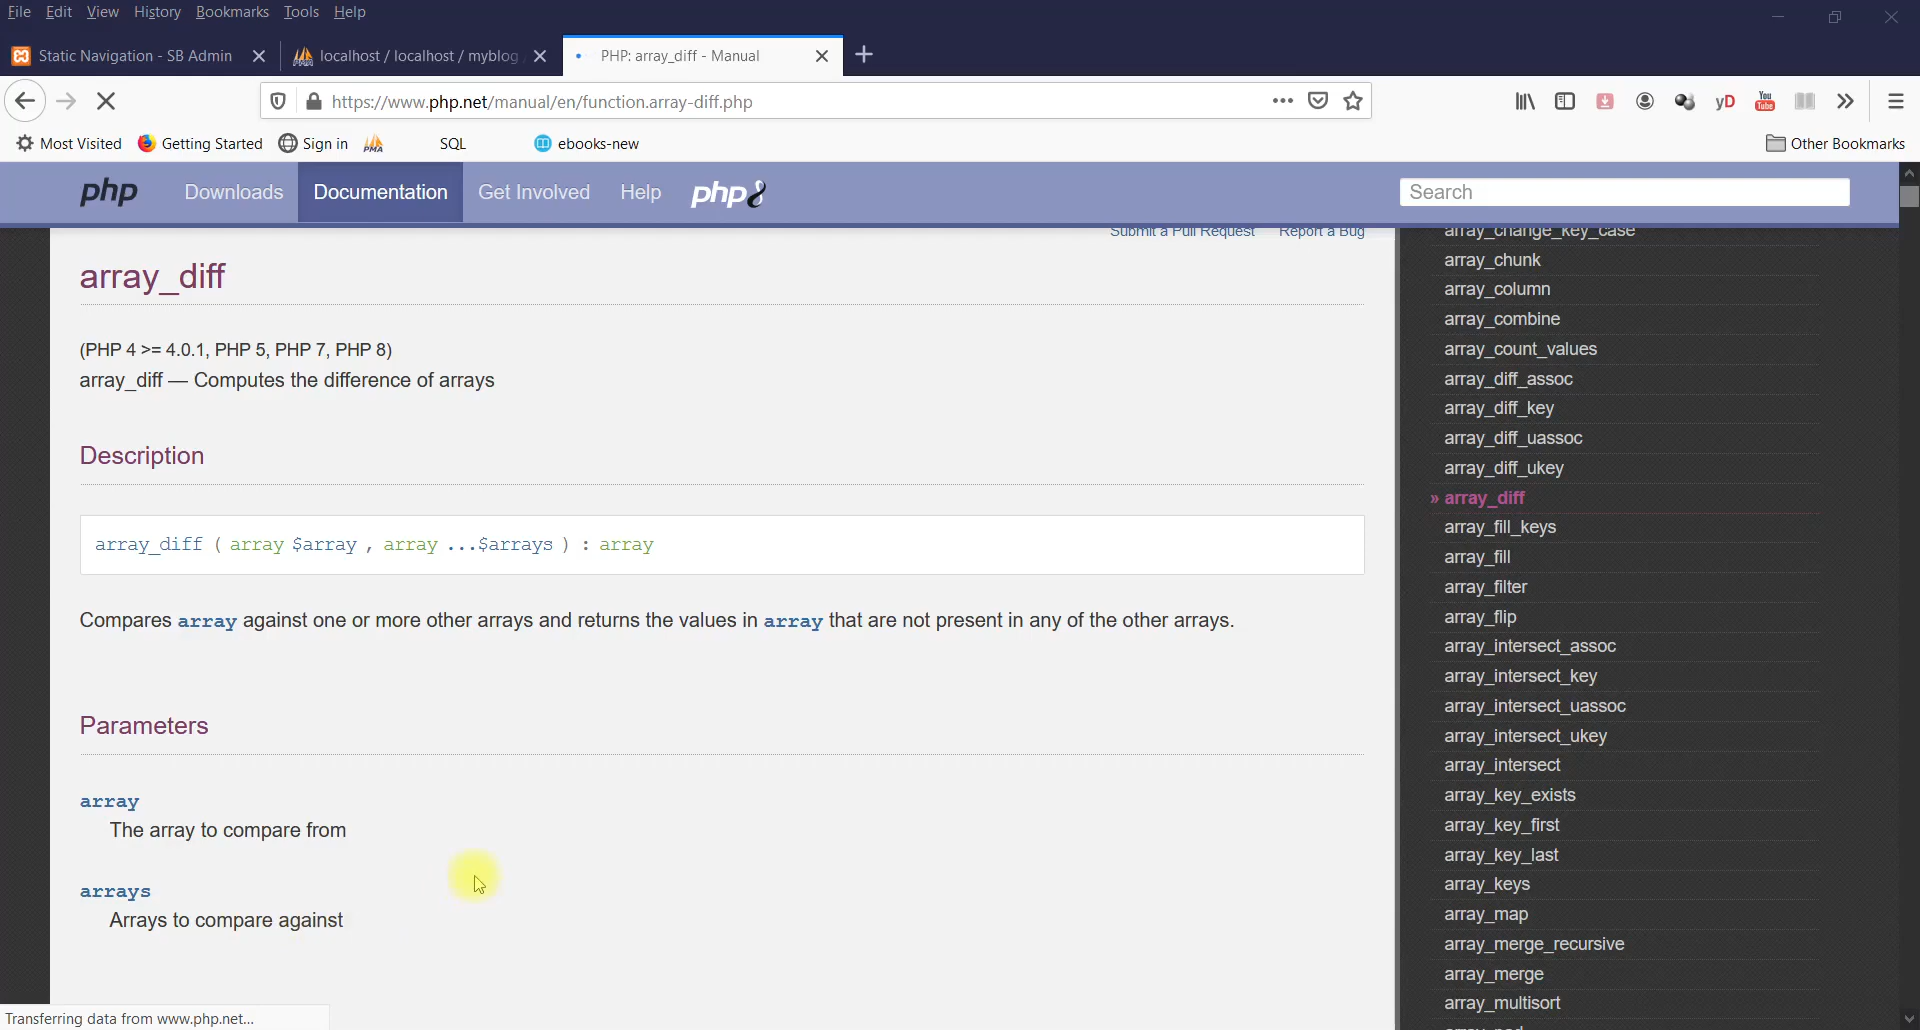 File Edit View History Bookmarks Tools Help
Static Navigation - SB Admin
localhost / localhost / myblog
PHP: array_diff - Manual
https://www.php.net/manual/en/function.array-diff.php
yD
You Tube
Most Visited Getting Started Sign in PMA SQL ebooks-new Other Bookmarks
php Downloads Documentation Get Involved Help php8 Search
Submit a Pull Request Report a Bug
array_diff
(PHP 4 >= 4.0.1, PHP 5, PHP 7, PHP 8)
array_diff — Computes the difference of arrays
Description
array_diff ( array $array , array ...$arrays ) : array
Compares array against one or more other arrays and returns the values in array that are not present in any of the other arrays.
Parameters
array
The array to compare from
arrays
Arrays to compare against
array_change_key_case
array_chunk
array_column
array_combine
array_count_values
array_diff_assoc
array_diff_key
array_diff_uassoc
array_diff_ukey
» array_diff
array_fill_keys
array_fill
array_filter
array_flip
array_intersect_assoc
array_intersect_key
array_intersect_uassoc
array_intersect_ukey
array_intersect
array_key_exists
array_key_first
array_key_last
array_keys
array_map
array_merge_recursive
array_merge
array_multisort
Transferring data from www.php.net...